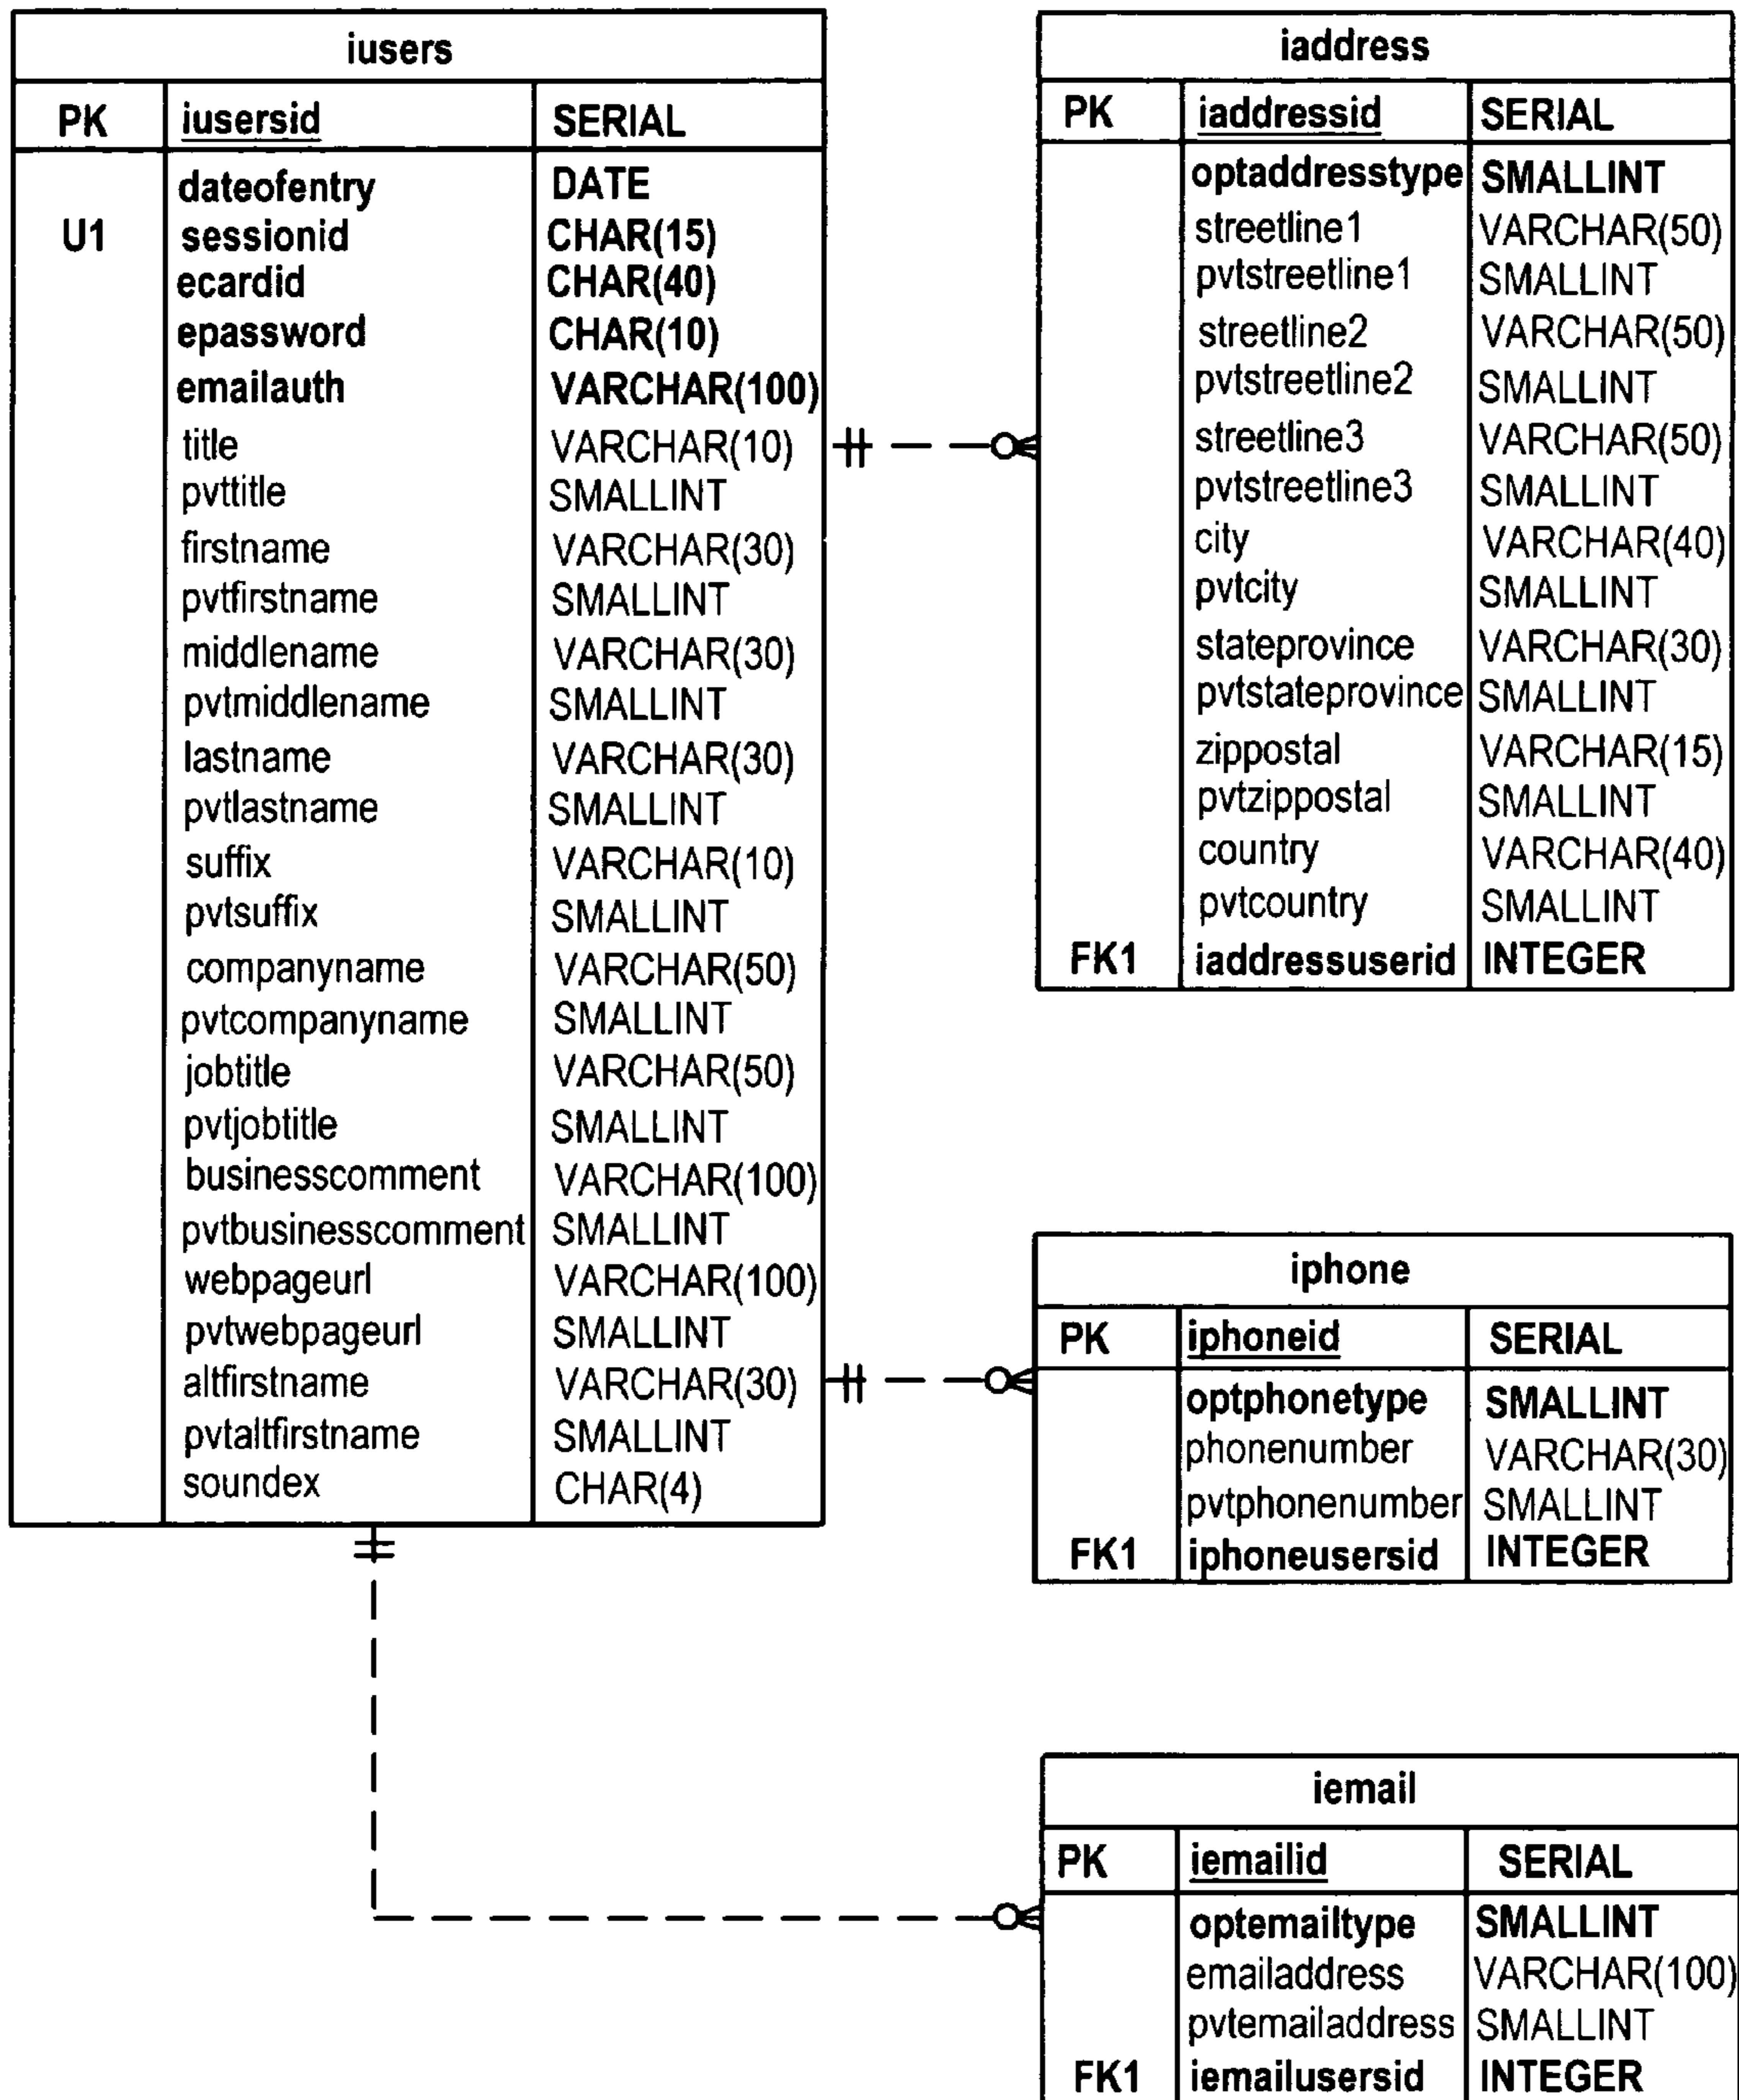 iusers
PK iusersid SERIAL
dateofentry DATE
U1 sessionid CHAR(15)
ecardid CHAR(40)
epassword CHAR(10)
emailauth VARCHAR(100)
title VARCHAR(10)
pvttitle SMALLINT
firstname VARCHAR(30)
pvtfirstname SMALLINT
middlename VARCHAR(30)
pvtmiddlename SMALLINT
lastname VARCHAR(30)
pvtlastname SMALLINT
suffix VARCHAR(10)
pvtsuffix SMALLINT
companyname VARCHAR(50)
pvtcompanyname SMALLINT
jobtitle VARCHAR(50)
pvtjobtitle SMALLINT
businesscomment VARCHAR(100)
pvtbusinesscomment SMALLINT
webpageurl VARCHAR(100)
pvtwebpageurl SMALLINT
altfirstname VARCHAR(30)
pvtaltfirstname SMALLINT
soundex CHAR(4)
iaddress
PK iaddressid SERIAL
optaddresstype SMALLINT
streetline1 VARCHAR(50)
pvtstreetline1 SMALLINT
streetline2 VARCHAR(50)
pvtstreetline2 SMALLINT
streetline3 VARCHAR(50)
pvtstreetline3 SMALLINT
city VARCHAR(40)
pvtcity SMALLINT
stateprovince VARCHAR(30)
pvtstateprovince SMALLINT
zippostal VARCHAR(15)
pvtzippostal SMALLINT
country VARCHAR(40)
pvtcountry SMALLINT
FK1 iaddressuserid INTEGER
iphone
PK iphoneid SERIAL
optphonetype SMALLINT
phonenumber VARCHAR(30)
pvtphonenumber SMALLINT
FK1 iphoneusersid INTEGER
iemail
PK iemailid SERIAL
optemailtype SMALLINT
emailaddress VARCHAR(100)
pvtemailaddress SMALLINT
FK1 iemailusersid INTEGER